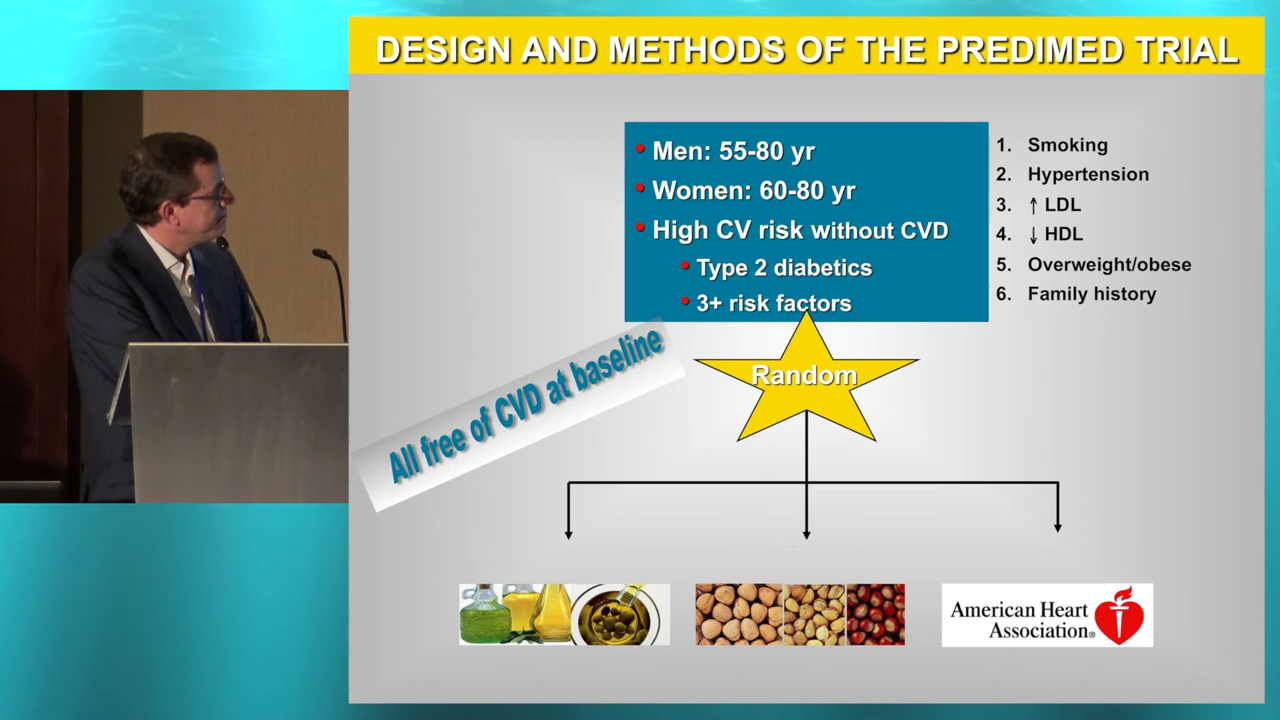 DESIGN AND METHODS OF THE PREDIMED TRIAL
• Men: 55-80 yr
• Women: 60-80 yr
• High CV risk without CVD
• Type 2 diabetics
• 3+ risk factors
1. Smoking
2. Hypertension
3. ↑ LDL
4. ↓ HDL
5. Overweight/obese
6. Family history
All free of CVD at baseline
Random
American Heart
Association®